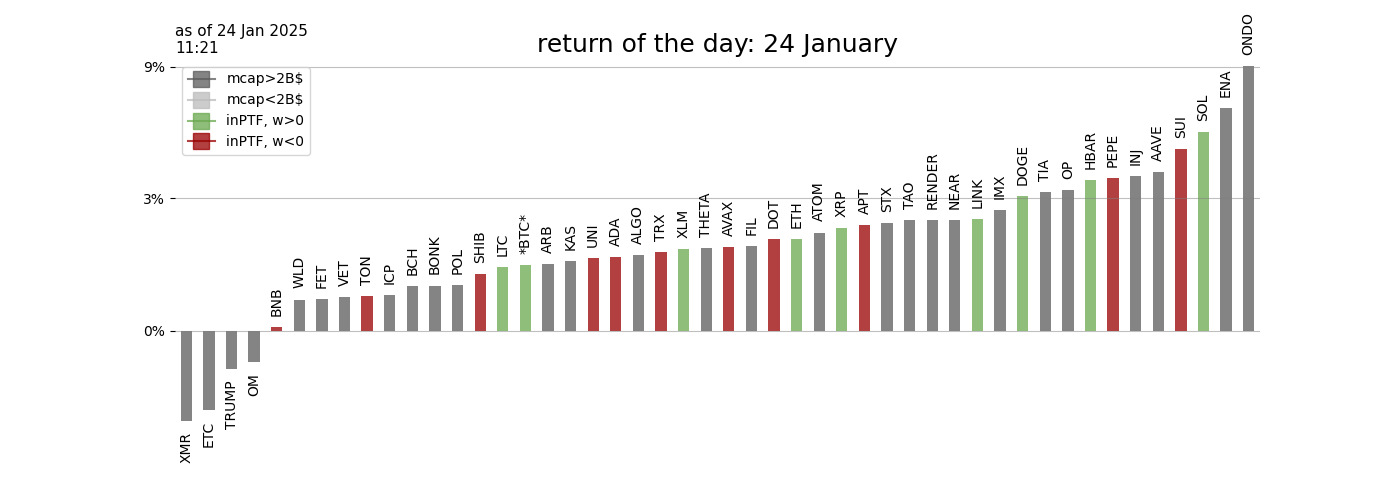 as of 24 Jan 2025
11:21
return of the day: 24 January
9%
3%
0%
mcap>2B$
mcap<2B$
inPTF, w>0
inPTF, w<0
XMR
ETC
TRUMP
OM
BNB
WLD
FET
VET
TON
ICP
BCH
BONK
POL
SHIB
LTC
*BTC*
ARB
KAS
UNI
ADA
ALGO
TRX
XLM
THETA
AVAX
FIL
DOT
ETH
ATOM
XRP
APT
STX
TAO
RENDER
NEAR
LINK
IMX
DOGE
TIA
OP
HBAR
PEPE
INJ
AAVE
SUI
SOL
ENA
ONDO